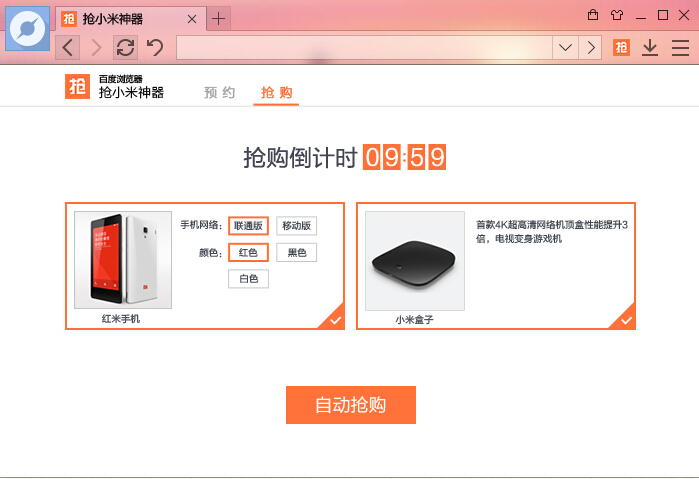 抢 抢小米神器
抢
抢 百度浏览器
抢小米神器
预约 抢购
抢购倒计时 09:59
手机网络： 联通版 移动版
颜色： 红色 黑色
白色
红米手机
首款4K超高清网络机顶盒性能提升3
倍，电视变身游戏机
小米盒子
自动抢购